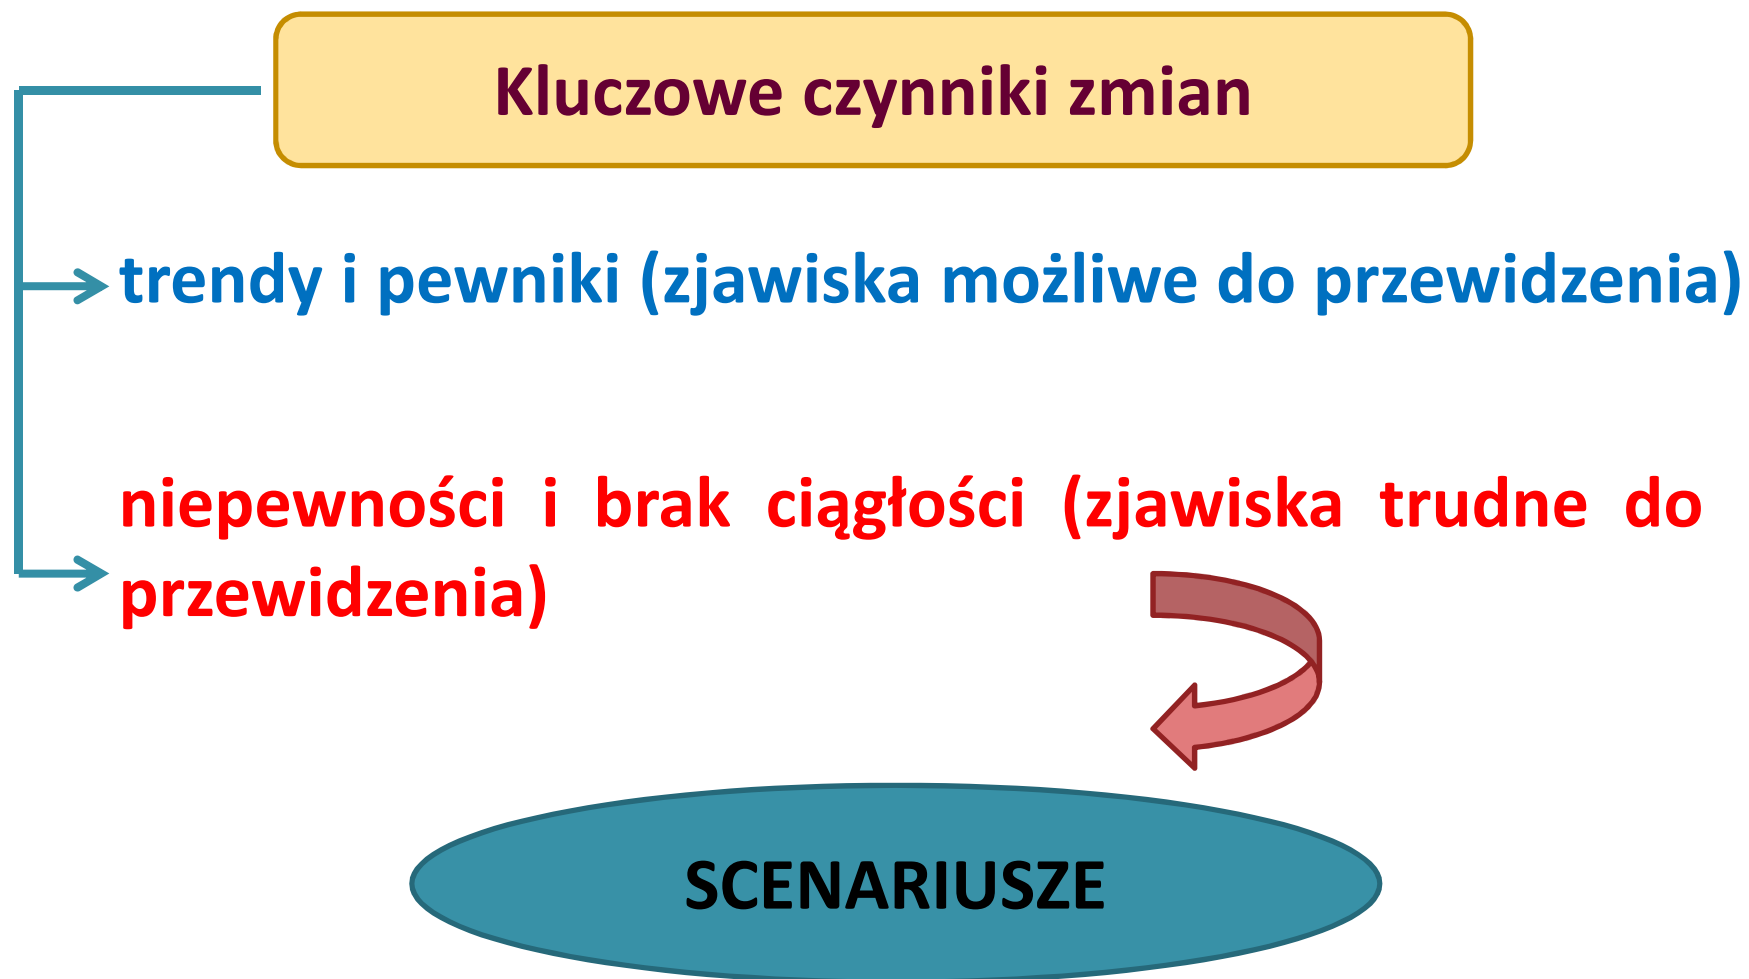 Kluczowe czynniki zmian
trendy i pewniki (zjawiska możliwe do przewidzenia)
niepewności i brak ciągłości (zjawiska trudne do
przewidzenia)
SCENARIUSZE